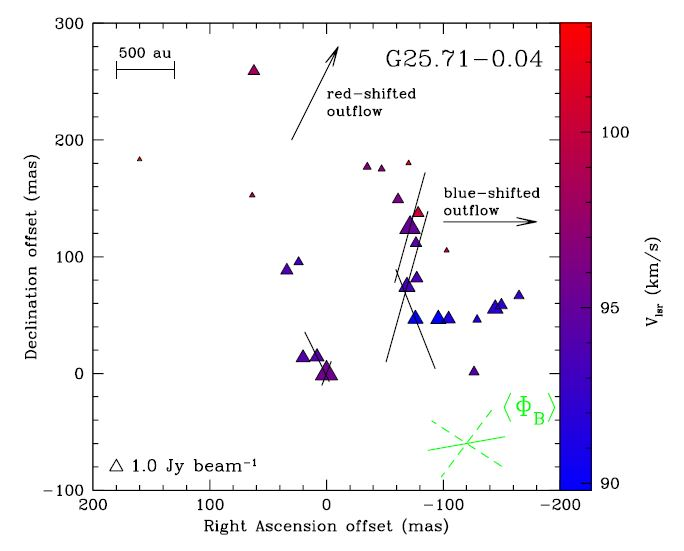 300
500 au
G25.71−0.04
red-shifted
outflow
100
200
blue-shifted
outflow
Declination offset (mas)
100
95
V_lsr (km/s)
0
⟨Φ_B⟩
1.0 Jy beam⁻¹
−100
90
200
100
0
−100
−200
Right Ascension offset (mas)